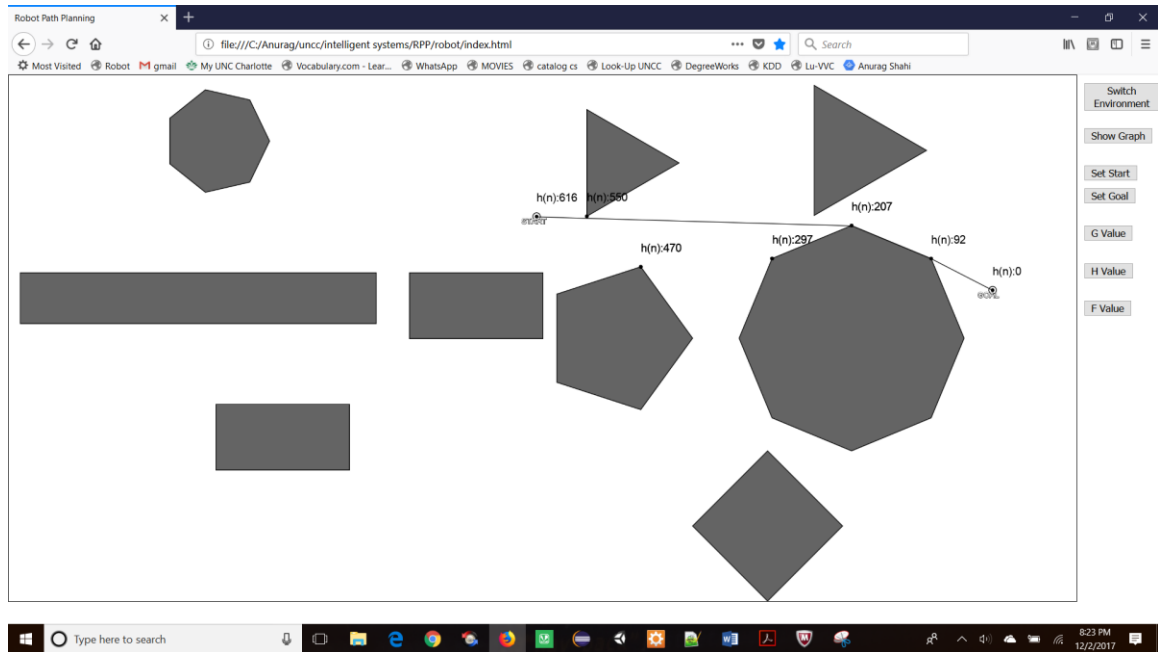 Robot Path Planning
file:///C:/Anurag/uncc/intelligent systems/RPP/robot/index.html
Search
Most Visited Robot gmail My UNC Charlotte Vocabulary.com - Lear... WhatsApp MOVIES catalog cs Look-Up UNCC DegreeWorks KDD Lu-VVC Anurag Shahi
Switch
Environment
Show Graph
Set Start
Set Goal
G Value
H Value
F Value
h(n):616 h(n):550
START
h(n):207
h(n):470
h(n):297
h(n):92
h(n):0
GOAL
Type here to search
8:23 PM
12/2/2017